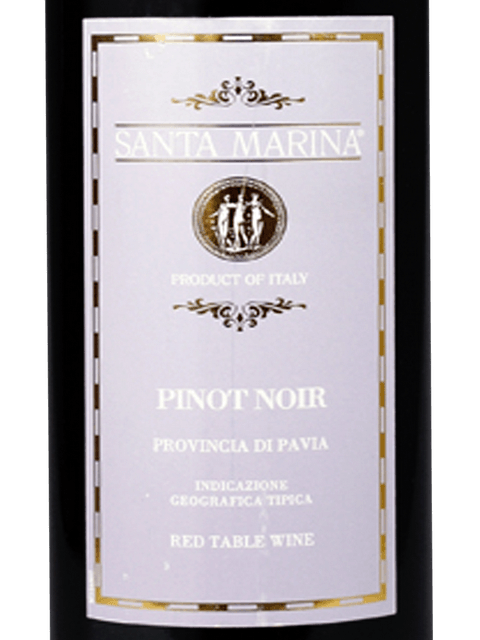 SANTA MARINA®
PRODUCT OF ITALY
PINOT NOIR
PROVINCIA DI PAVIA
INDICAZIONE
GEOGRAFICA TIPICA
RED TABLE WINE